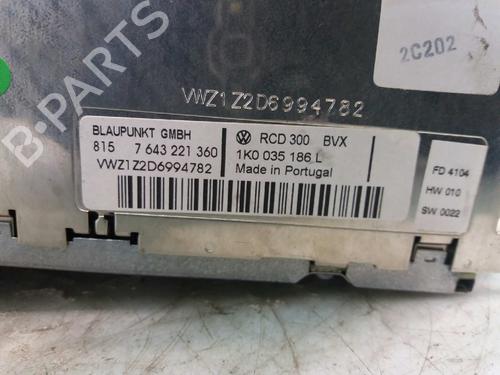 2C202
VWZ1Z2D6994782
BLAUPUNKT GMBH
815 7 643 221 360
VWZ1Z2D6994782
RCD 300 BVX
1K0 035 186 L
Made in Portugal
FD 4104
HW 010
SW 0022
B-PARTS